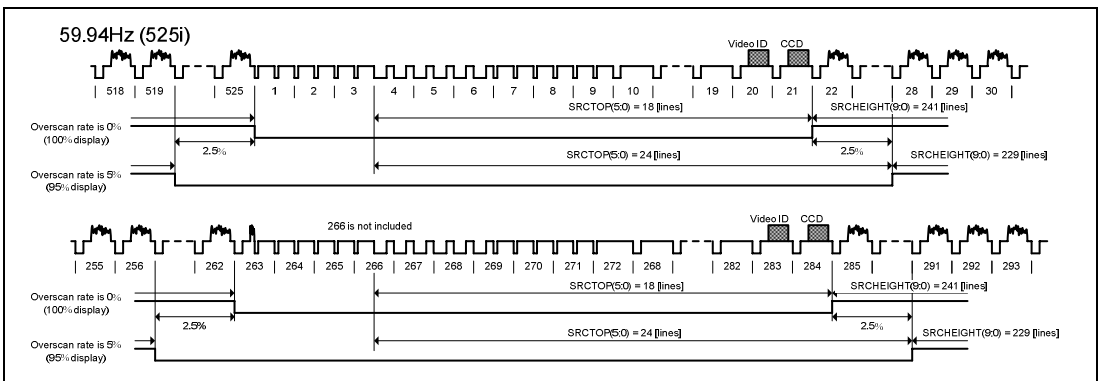 59.94Hz (525i)
Video ID CCD
518 519 525 1 2 3 4 5 6 7 8 9 10 19 20 21 22 28 29 30
SRCTOP(5:0) = 18 [lines] SRCHEIGHT(9:0) = 241 [lines]
Overscan rate is 0%
(100% display)
2.5% 2.5%
SRCTOP(5:0) = 24 [lines] SRCHEIGHT(9:0) = 229 [lines]
Overscan rate is 5%
(95% display)
Video ID CCD
266 is not included
255 256 262 263 264 265 266 267 268 269 270 271 272 268 282 283 284 285 291 292 293
SRCTOP(5:0) = 18 [lines] SRCHEIGHT(9:0) = 241 [lines]
Overscan rate is 0%
(100% display)
2.5% 2.5%
SRCTOP(5:0) = 24 [lines] SRCHEIGHT(9:0) = 229 [lines]
Overscan rate is 5%
(95% display)